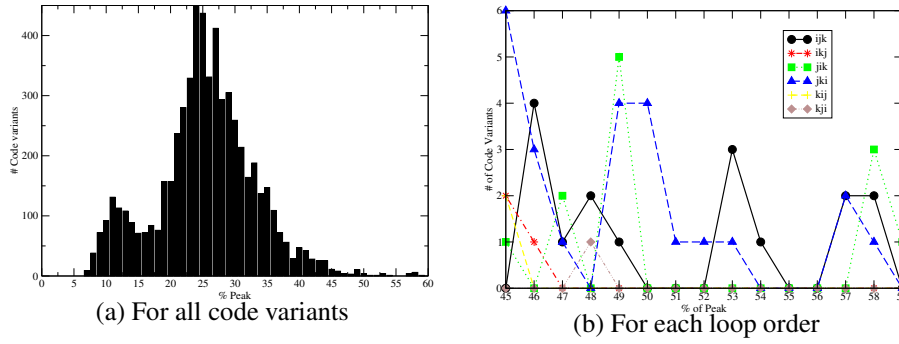 400
300
200
100
0
# Code variants
0 5 10 15 20 25 30 35 40 45 50 55 60
% Peak
(a) For all code variants
6
5
4
3
2
1
0
# of Code Variants
ijk
ikj
jik
jki
kij
kji
45 46 47 48 49 50 51 52 53 54 55 56 57 58
% of Peak
(b) For each loop order